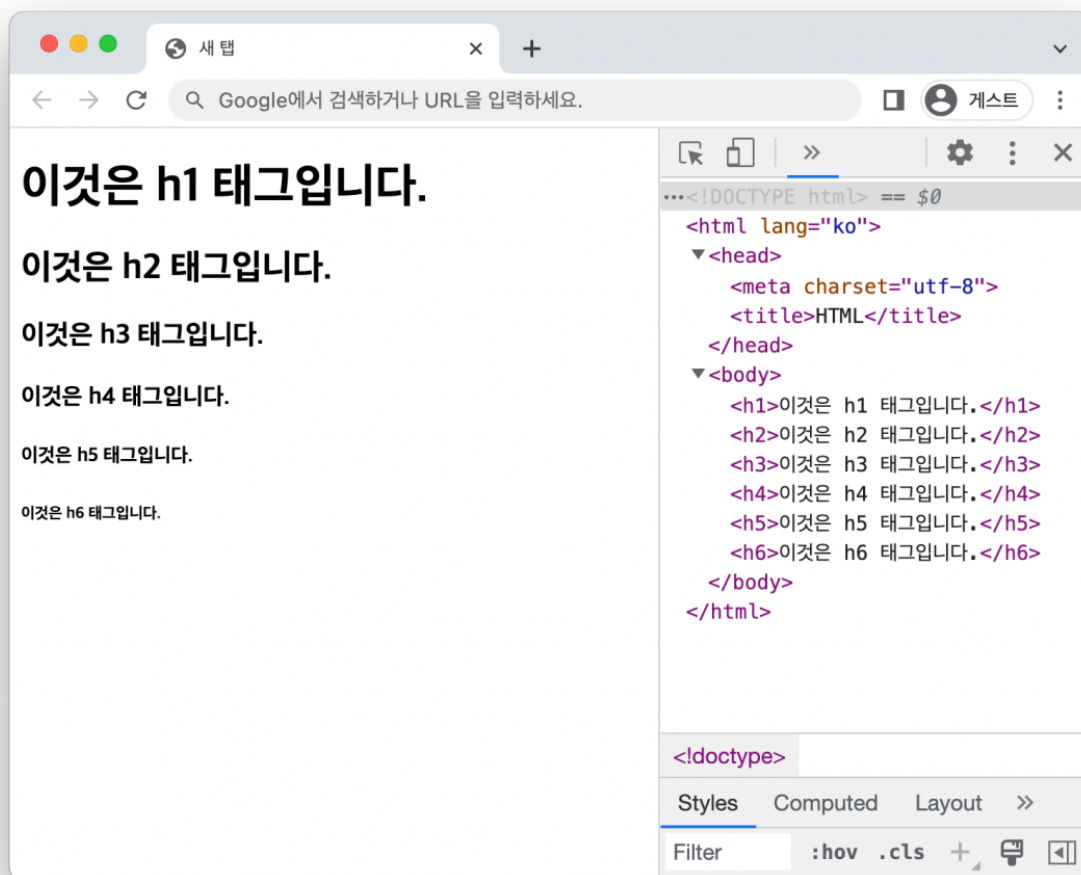 새 탭
Google에서 검색하거나 URL을 입력하세요.
게스트
이것은 h1 태그입니다.
이것은 h2 태그입니다.
이것은 h3 태그입니다.
이것은 h4 태그입니다.
이것은 h5 태그입니다.
이것은 h6 태그입니다.
<!DOCTYPE html> == $0
<html lang="ko">
<head>
<meta charset="utf-8">
<title>HTML</title>
</head>
<body>
<h1>이것은 h1 태그입니다.</h1>
<h2>이것은 h2 태그입니다.</h2>
<h3>이것은 h3 태그입니다.</h3>
<h4>이것은 h4 태그입니다.</h4>
<h5>이것은 h5 태그입니다.</h5>
<h6>이것은 h6 태그입니다.</h6>
</body>
</html>
<!doctype>
Styles Computed Layout
Filter :hov .cls